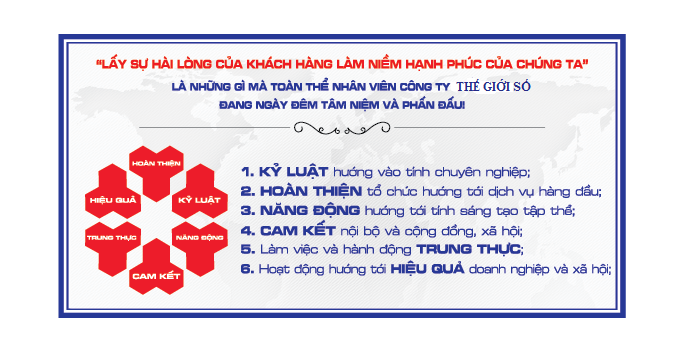 “LẤY SỰ HÀI LÒNG CỦA KHÁCH HÀNG LÀM NIỀM HẠNH PHÚC CỦA CHÚNG TA”
LÀ NHỮNG GÌ MÀ TOÀN THỂ NHÂN VIÊN CÔNG TY THẾ GIỚI SỐ
ĐANG NGÀY ĐÊM TÂM NIỆM VÀ PHẤN ĐẤU!
HOÀN THIỆN
HIỆU QUẢ
KỶ LUẬT
TRUNG THỰC
NĂNG ĐỘNG
CAM KẾT
1. KỶ LUẬT hướng vào tính chuyên nghiệp;
2. HOÀN THIỆN tổ chức hướng tới dịch vụ hàng đầu;
3. NĂNG ĐỘNG hướng tới tính sáng tạo tập thể;
4. CAM KẾT nội bộ và cộng đồng, xã hội;
5. Làm việc và hành động TRUNG THỰC;
6. Hoạt động hướng tới HIỆU QUẢ doanh nghiệp và xã hội;